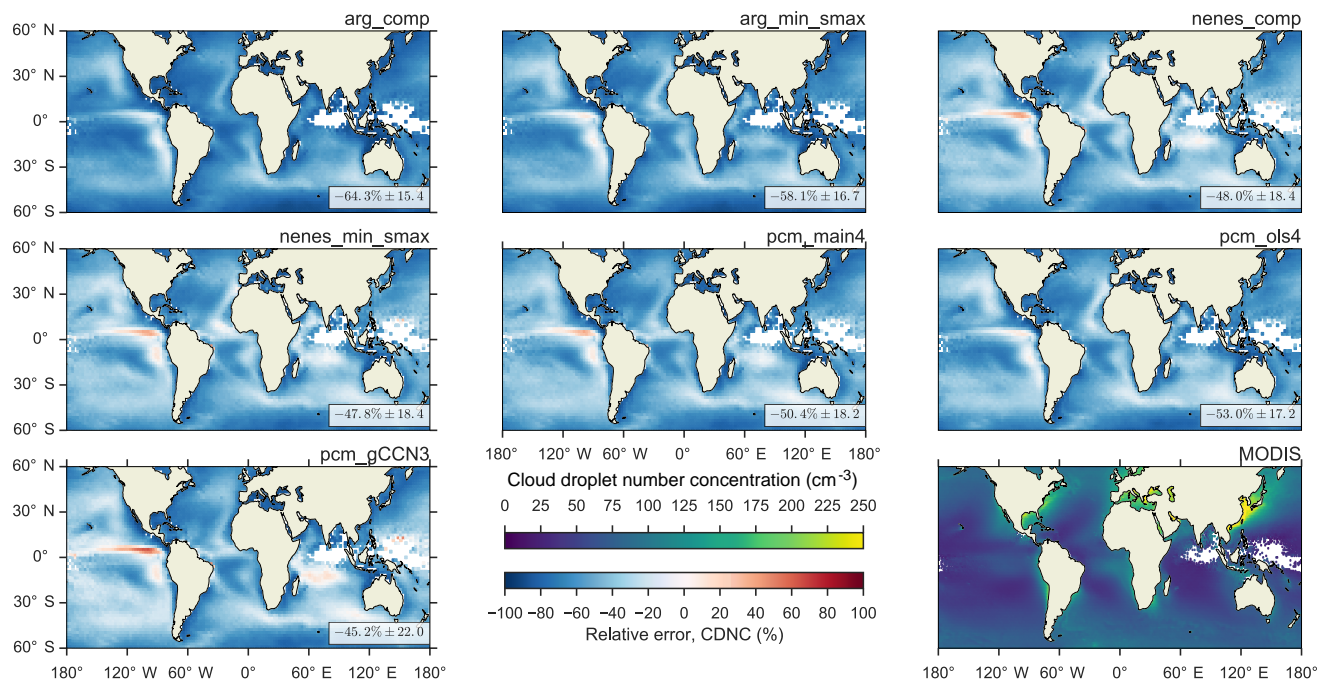 arg_comp
arg_min_smax
nenes_comp
60° N
30° N
0°
30° S
60° S
−64.3% ± 15.4
−58.1% ± 16.7
−48.0% ± 18.4
nenes_min_smax
pcm_main4
pcm_ols4
60° N
30° N
0°
30° S
60° S
−47.8% ± 18.4
−50.4% ± 18.2
−53.0% ± 17.2
180° 120° W 60° W 0° 60° E 120° E 180°
pcm_gCCN3
MODIS
60° N
30° N
0°
30° S
60° S
−45.2% ± 22.0
Cloud droplet number concentration (cm-3)
0 25 50 75 100 125 150 175 200 225 250
−100 −80 −60 −40 −20 0 20 40 60 80 100
Relative error, CDNC (%)
180° 120° W 60° W 0° 60° E 120° E 180°
180° 120° W 60° W 0° 60° E 120° E 180°